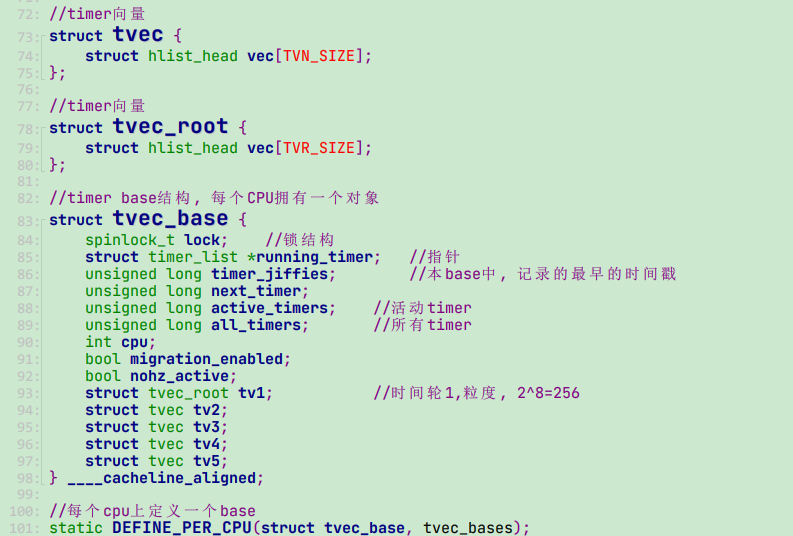 72: //timer向量
73: struct tvec {
74:     struct hlist_head vec[TVN_SIZE];
75: };
76:
77: //timer向量
78: struct tvec_root {
79:     struct hlist_head vec[TVR_SIZE];
80: };
81:
82: //timer base结构, 每个CPU拥有一个对象
83: struct tvec_base {
84:     spinlock_t lock;    //锁结构
85:     struct timer_list *running_timer;   //指针
86:     unsigned long timer_jiffies;        //本base中, 记录的最早的时间戳
87:     unsigned long next_timer;
88:     unsigned long active_timers;    //活动timer
89:     unsigned long all_timers;       //所有timer
90:     int cpu;
91:     bool migration_enabled;
92:     bool nohz_active;
93:     struct tvec_root tv1;           //时间轮1,粒度, 2^8=256
94:     struct tvec tv2;
95:     struct tvec tv3;
96:     struct tvec tv4;
97:     struct tvec tv5;
98: } ____cacheline_aligned;
99:
100: //每个cpu上定义一个base
101: static DEFINE_PER_CPU(struct tvec_base, tvec_bases);